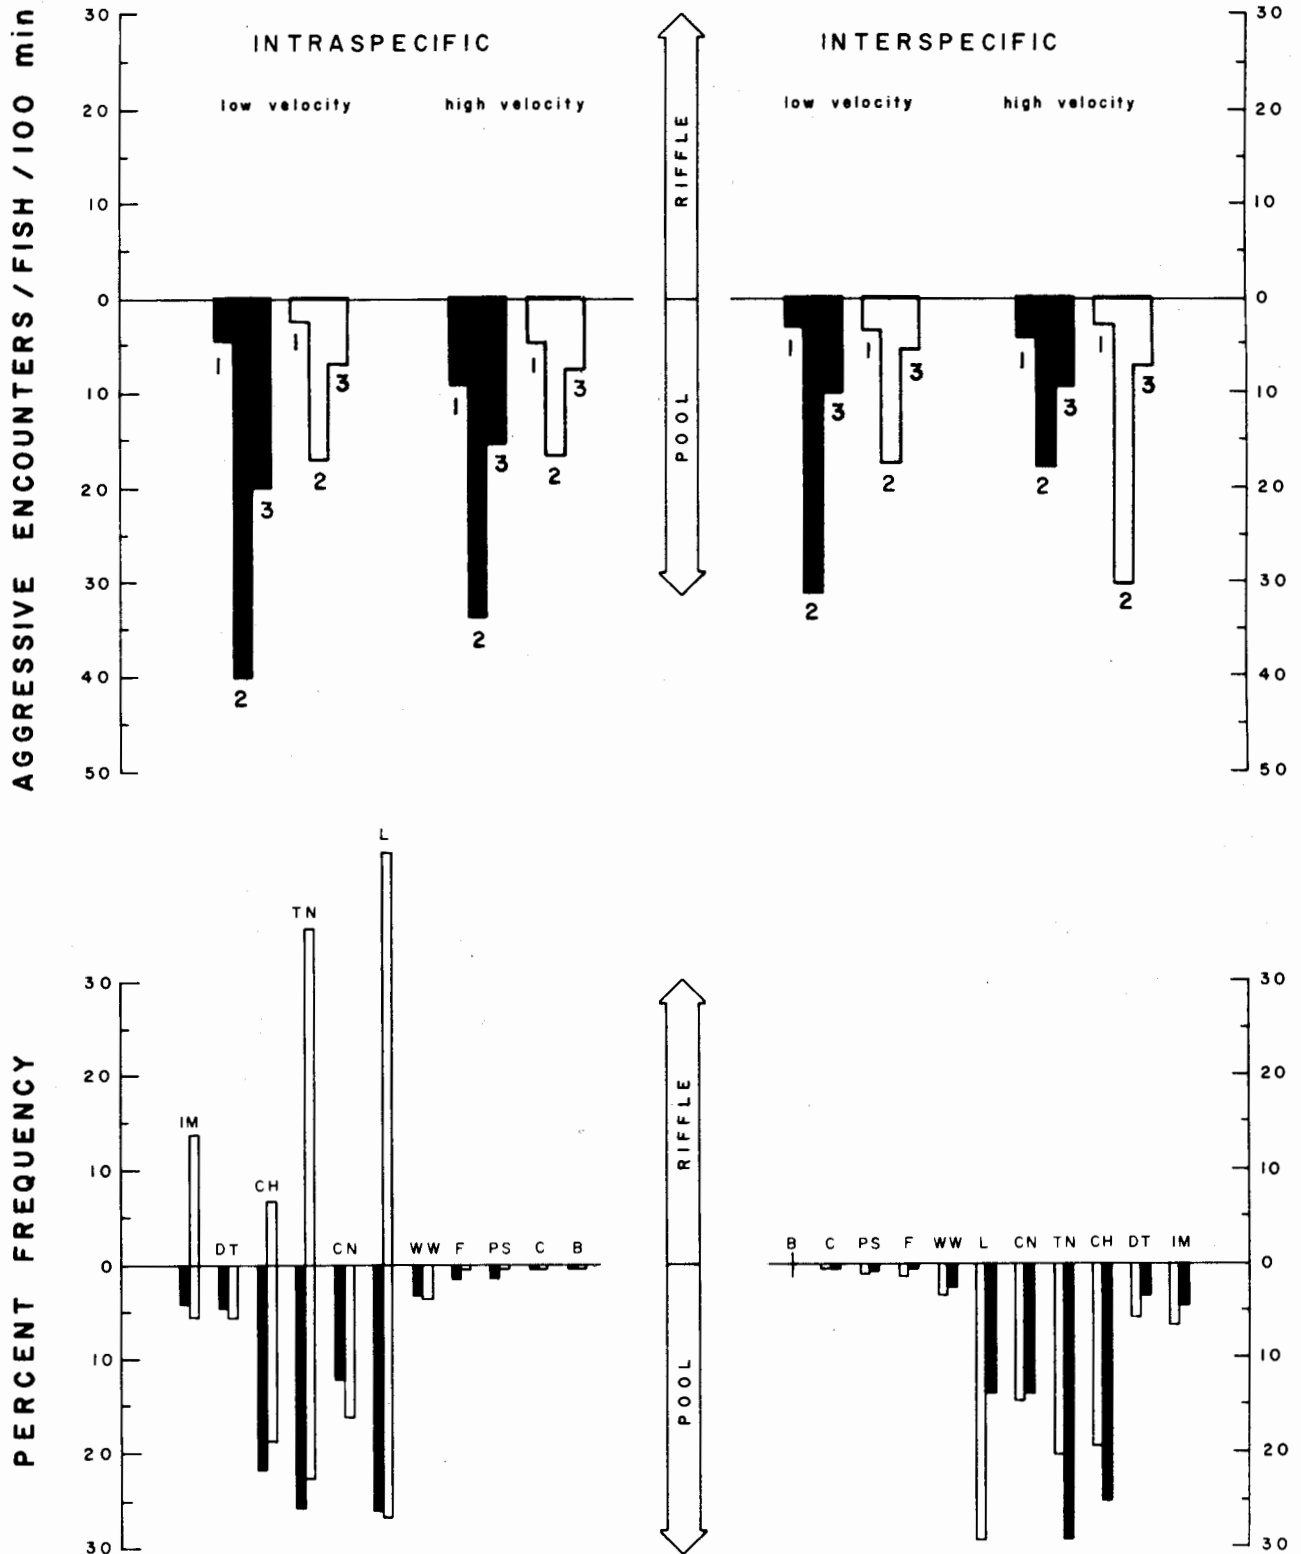 AGGRESSIVE ENCOUNTERS / FISH / 100 min
INTRASPECIFIC
low velocity
high velocity
30
20
10
0
10
20
30
40
50
1
2
3
1
2
3
1
2
3
1
2
3
RIFFLE
POOL
INTERSPECIFIC
low velocity
high velocity
30
20
10
0
10
20
30
40
50
1
2
3
1
2
3
1
2
3
1
2
3
PERCENT FREQUENCY
30
20
10
0
10
20
30
IM
DT
CH
TN
CN
L
WW
F
PS
C
B
RIFFLE
POOL
B
C
PS
F
WW
L
CN
TN
CH
DT
IM
30
20
10
0
10
20
30